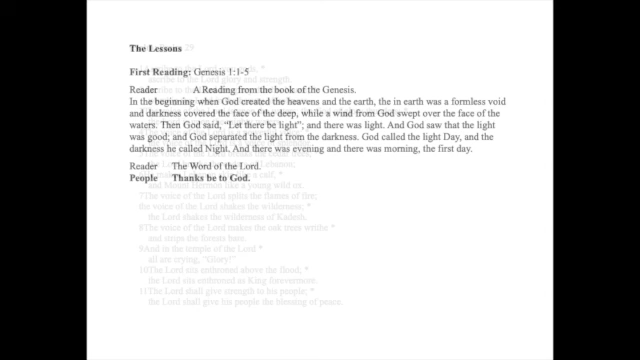 The Lessons 29
First Reading: Genesis 1:1-5
ascribe to the Lord glory and strength.
Reader A Reading from the book of the Genesis.
In the beginning when God created the heavens and the earth, the in earth was a formless void
and darkness covered the face of the deep, while a wind from God swept over the face of the
waters. Then God said, “Let there be light”; and there was light. And God saw that the light
was good; and God separated the light from the darkness. God called the light Day, and the
darkness he called Night. And there was evening and there was morning, the first day.
Reader The Word of the Lord.
People Thanks be to God.
and Mount Hermon like a young wild ox.
7The voice of the Lord splits the flames of fire;
the voice of the Lord shakes the wilderness; *
the Lord shakes the wilderness of Kadesh.
8The voice of the Lord makes the oak trees writhe *
and strips the forests bare.
9And in the temple of the Lord *
all are crying, “Glory!”
10The Lord sits enthroned above the flood; *
the Lord sits enthroned as King forevermore.
11The Lord shall give strength to his people; *
the Lord shall give his people the blessing of peace.